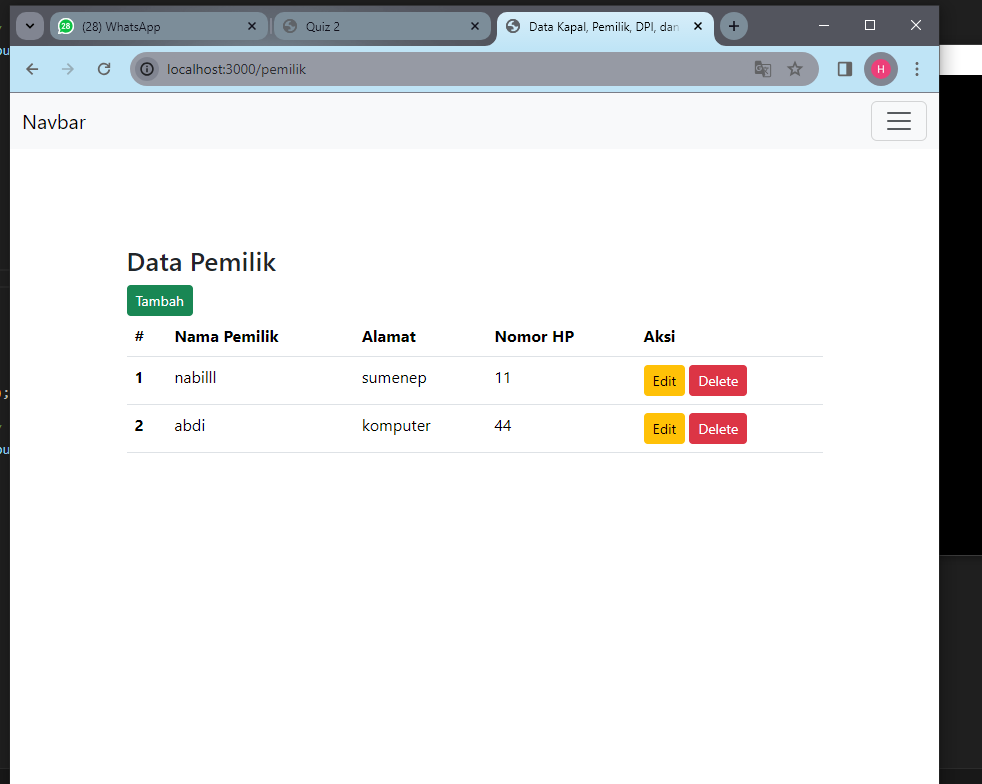 28 (28) WhatsApp Quiz 2 Data Kapal, Pemilik, DPI, dan
localhost:3000/pemilik H
Navbar
Data Pemilik
Tambah
# Nama Pemilik Alamat Nomor HP Aksi
1 nabilll sumenep 11 Edit Delete
2 abdi komputer 44 Edit Delete